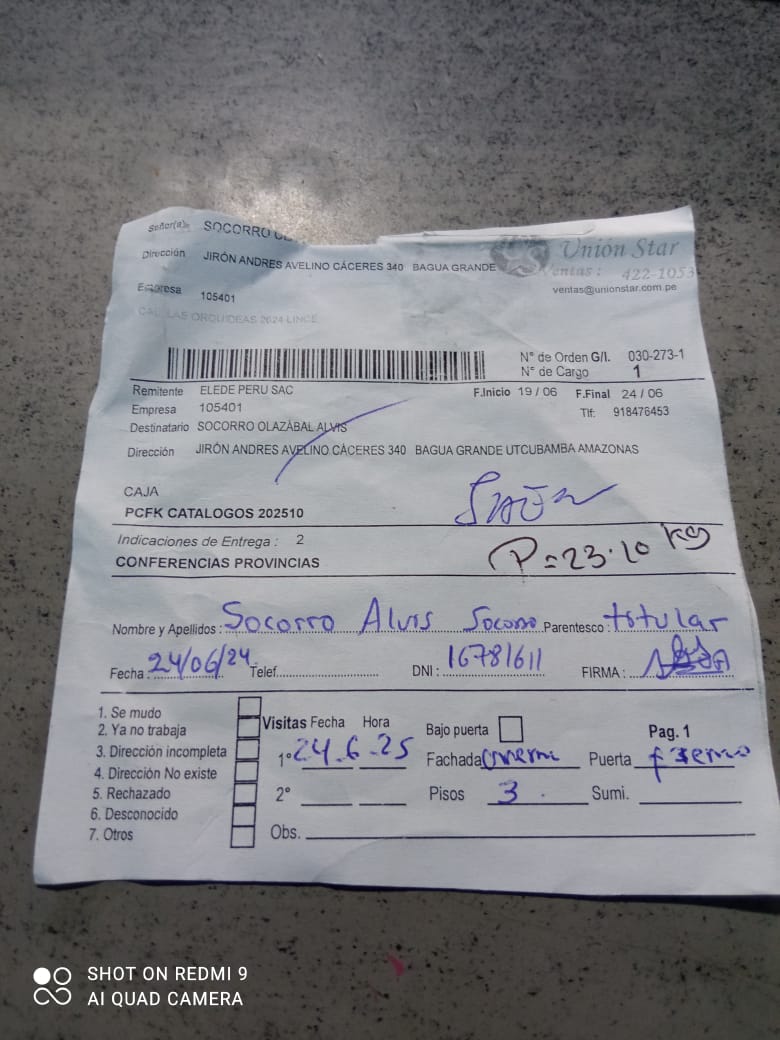 Señor(a): SOCORRO
Dirección JIRÓN ANDRES AVELINO CÁCERES 340 BAGUA GRANDE
Unión Star
Ventas : 422-1053
ventas@unionstar.com.pe
Empresa 105401
CAL. LAS ORQUIDEAS 2624 LINCE
N° de Orden G/I. 030-273-1
N° de Cargo 1
Remitente ELEDE PERU SAC F.Inicio 19 / 06 F.Final 24 / 06
Empresa 105401 Tlf: 918476453
Destinatario SOCORRO OLAZÁBAL ALVIS
Dirección JIRÓN ANDRES AVELINO CÁCERES 340 BAGUA GRANDE UTCUBAMBA AMAZONAS
CAJA
PCFK CATALOGOS 202510
Indicaciones de Entrega : 2
P=23.10 kg
CONFERENCIAS PROVINCIAS
Nombre y Apellidos : Socorro Alvis Socorro Parentesco : titular
Fecha : 24/06/24 Telef. DNI : 16781611 FIRMA :
1. Se mudo
2. Ya no trabaja
3. Dirección incompleta
4. Dirección No existe
5. Rechazado
6. Desconocido
7. Otros
Visitas Fecha Hora Bajo puerta Pag. 1
1° 24.6.25 Fachada Puerta
2° Pisos 3 Sumi.
Obs.
SHOT ON REDMI 9
AI QUAD CAMERA